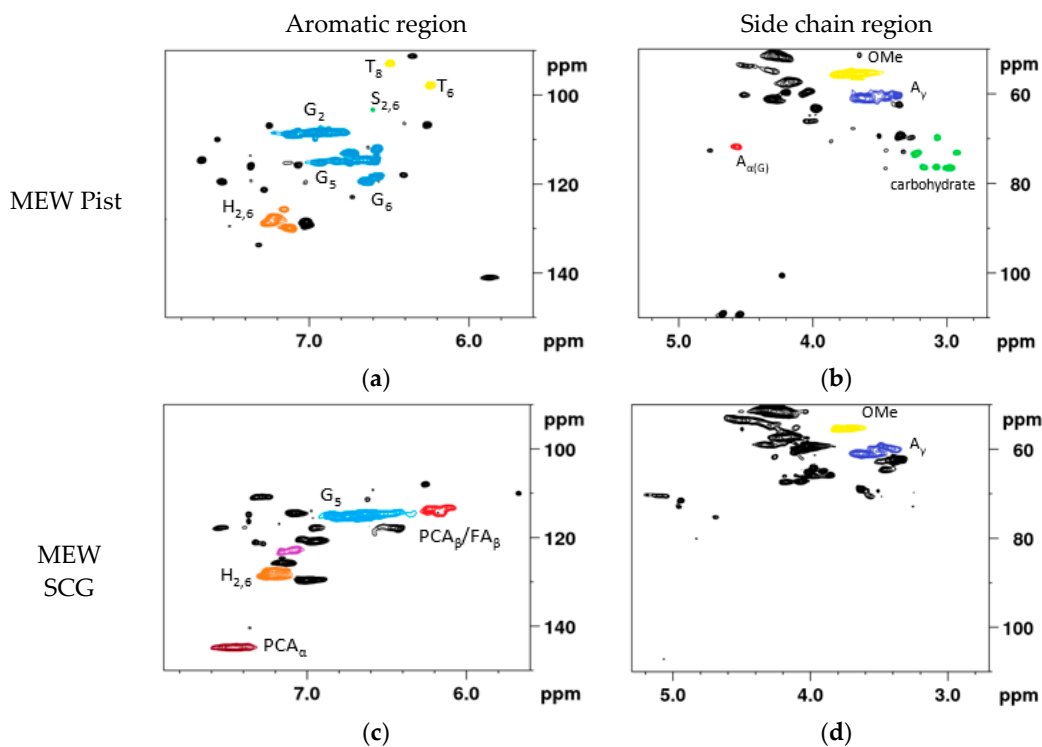 Aromatic region
Side chain region
MEW Pist
T8
T6
S2,6
G2
G5
G6
H2,6
100
120
140
ppm
7.0
6.0
ppm
(a)
OMe
Aγ
Aα(G)
carbohydrate
ppm
60
80
100
5.0
4.0
3.0
ppm
(b)
MEW
SCG
G5
PCAβ/FAβ
H2,6
PCAα
ppm
100
120
140
7.0
6.0
ppm
(c)
OMe
Aγ
ppm
60
80
100
5.0
4.0
3.0
ppm
(d)